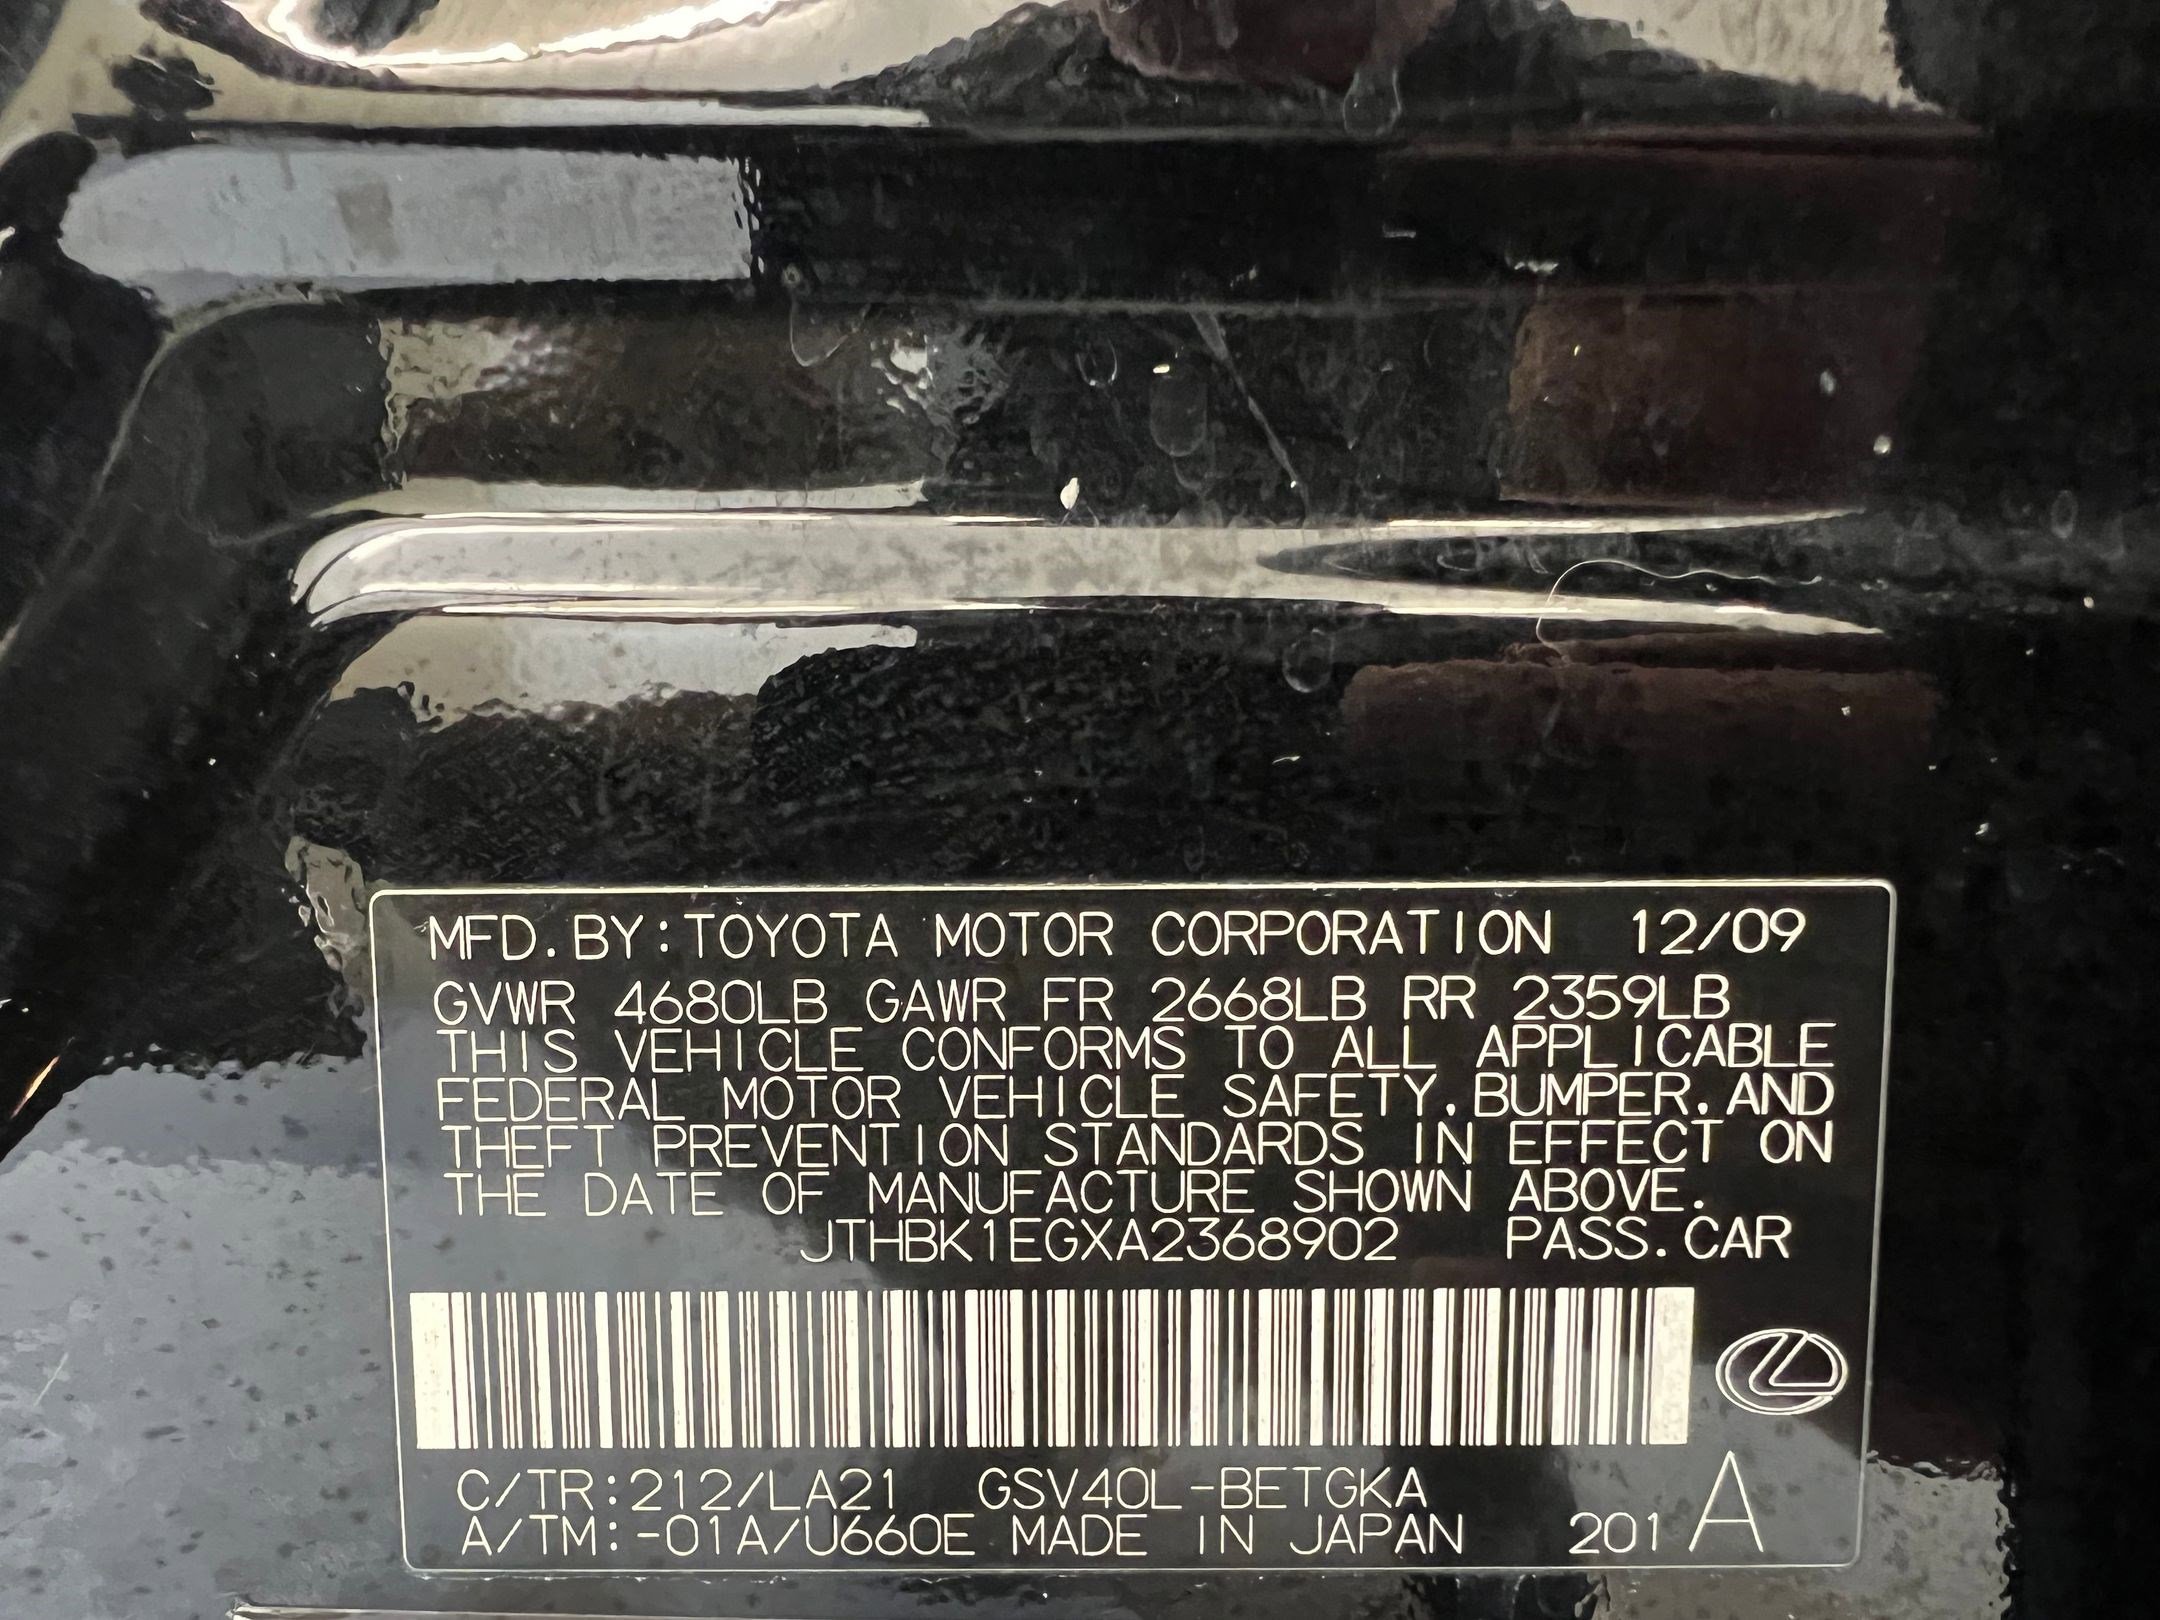 MFD.BY:TOYOTA MOTOR CORPORATION 12/09
GVWR 4680LB GAWR FR 2668LB RR 2359LB
THIS VEHICLE CONFORMS TO ALL APPLICABLE
FEDERAL MOTOR VEHICLE SAFETY.BUMPER.AND
THEFT PREVENTION STANDARDS IN EFFECT ON
THE DATE OF MANUFACTURE SHOWN ABOVE.
JTHBK1EGXA2368902 PASS.CAR
C/TR:212/LA21 GSV40L-BETGKA
A/TM:-01A/U660E MADE IN JAPAN 201 A